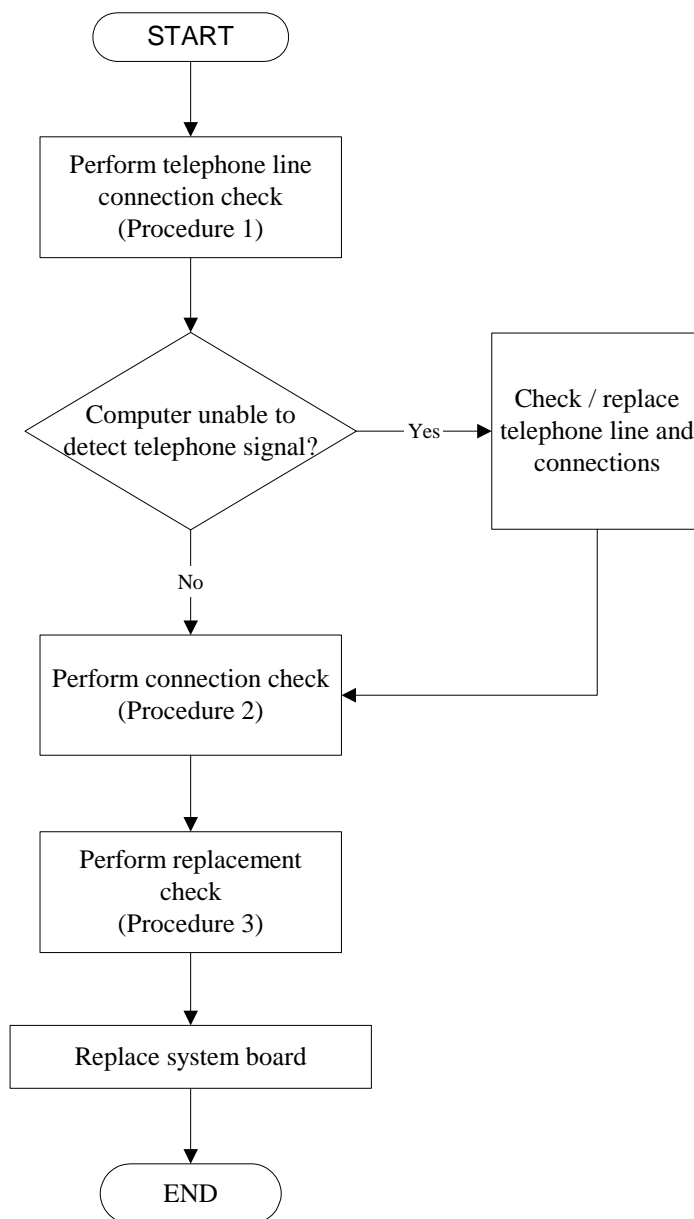 START
Perform telephone line
connection check
(Procedure 1)
Computer unable to
detect telephone signal?
Yes
Check / replace
telephone line and
connections
No
Perform connection check
(Procedure 2)
Perform replacement
check
(Procedure 3)
Replace system board
END